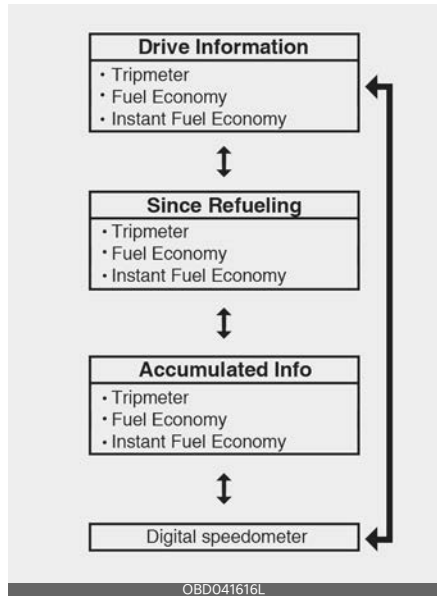 Drive Information
• Tripmeter
• Fuel Economy
• Instant Fuel Economy
Since Refueling
• Tripmeter
• Fuel Economy
• Instant Fuel Economy
Accumulated Info
• Tripmeter
• Fuel Economy
• Instant Fuel Economy
Digital speedometer
OBD041616L